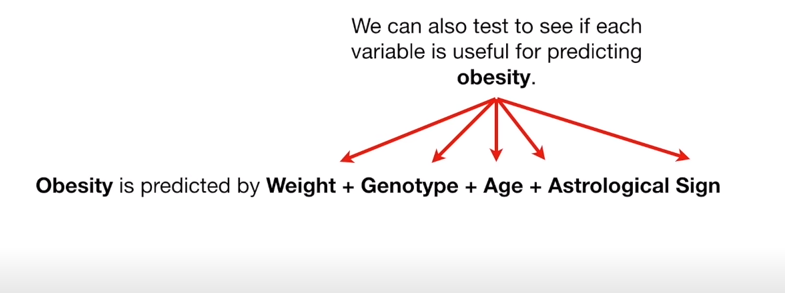 We can also test to see if each
variable is useful for predicting
obesity.
Obesity is predicted by Weight + Genotype + Age + Astrological Sign